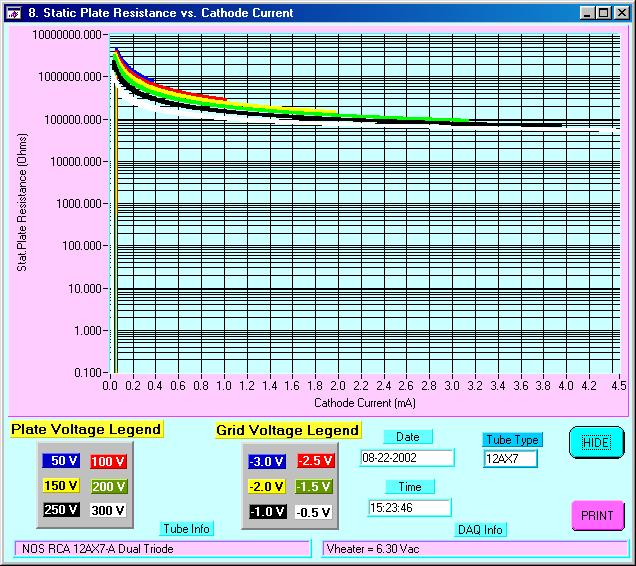 8. Static Plate Resistance vs. Cathode Current
10000000.000
1000000.000
100000.000
10000.000
1000.000
100.000
10.000
1.000
0.100
Stat.Plate Resistance (Ohms)
0.0 0.2 0.4 0.6 0.8 1.0 1.2 1.4 1.6 1.8 2.0 2.2 2.4 2.6 2.8 3.0 3.2 3.4 3.6 3.8 4.0 4.2 4.5
Cathode Current (mA)
Plate Voltage Legend
50 V 100 V
150 V 200 V
250 V 300 V
Grid Voltage Legend
-3.0 V -2.5 V
-2.0 V -1.5 V
-1.0 V -0.5 V
Date
08-22-2002
Time
15:23:46
Tube Type
12AX7
HIDE
PRINT
Tube Info
NOS RCA 12AX7-A Dual Triode
DAQ Info
Vheater = 6.30 Vac